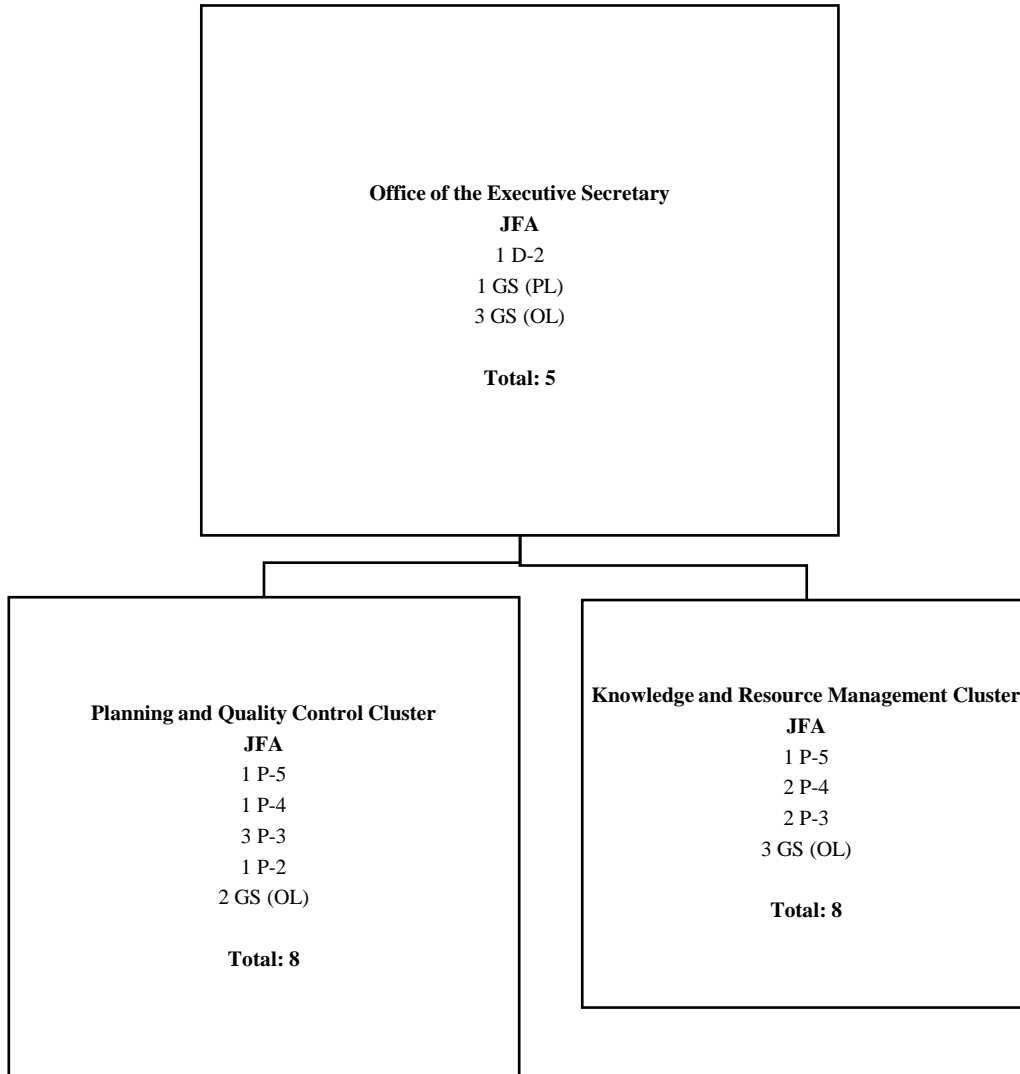 Office of the Executive Secretary
JFA
1 D-2
1 GS (PL)
3 GS (OL)
Total: 5
Planning and Quality Control Cluster
JFA
1 P-5
1 P-4
3 P-3
1 P-2
2 GS (OL)
Total: 8
Knowledge and Resource Management Cluster
JFA
1 P-5
2 P-4
2 P-3
3 GS (OL)
Total: 8